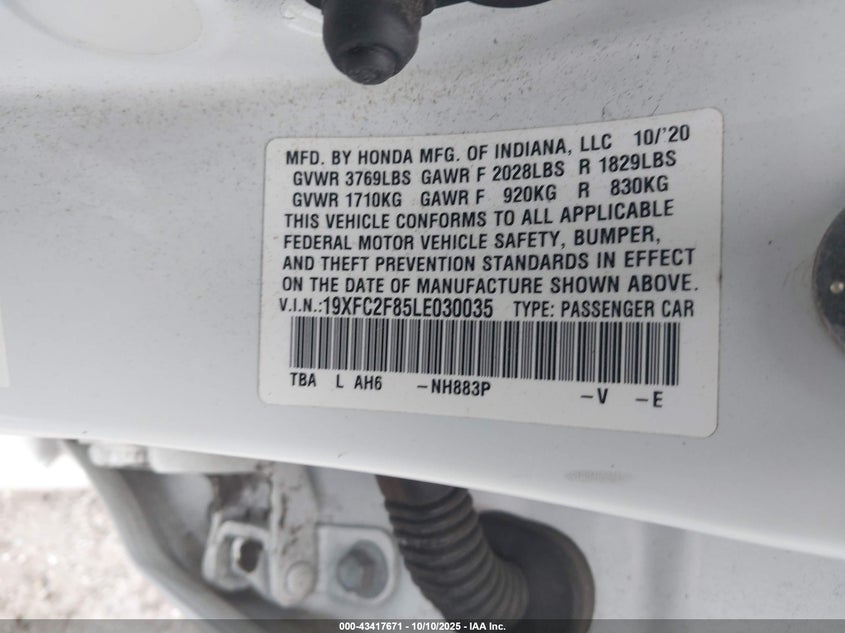 MFD. BY HONDA MFG. OF INDIANA, LLC 10/'20
GVWR 3769LBS GAWR F 2028LBS R 1829LBS
GVWR 1710KG GAWR F 920KG R 830KG
THIS VEHICLE CONFORMS TO ALL APPLICABLE
FEDERAL MOTOR VEHICLE SAFETY, BUMPER,
AND THEFT PREVENTION STANDARDS IN EFFECT
ON THE DATE OF MANUFACTURE SHOWN ABOVE.
V.I.N.:19XFC2F85LE030035 TYPE: PASSENGER CAR
TBA L AH6 -NH883P -V -E
000-43417671 - 10/10/2025 - IAA Inc.